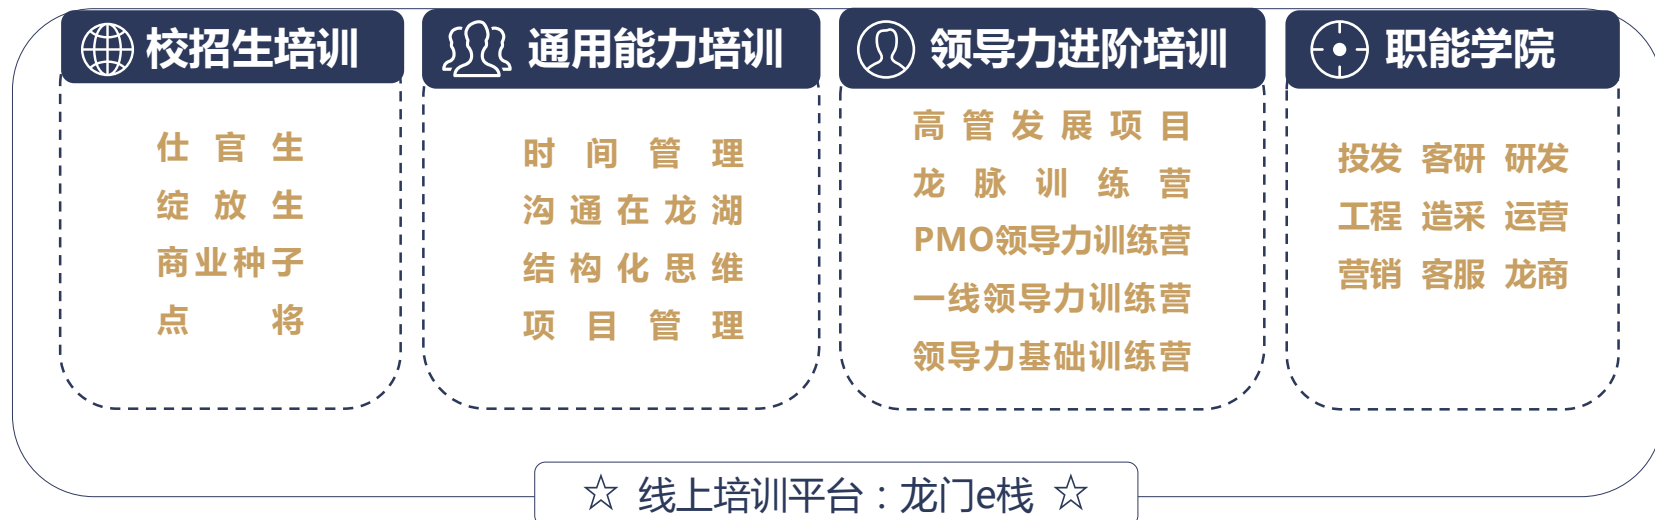 校招生培训
仕官生
绽放生
商业种子
点将
通用能力培训
时间管理
沟通在龙湖
结构化思维
项目管理
领导力进阶培训
高管发展项目
龙脉训练营
PMO领导力训练营
一线领导力训练营
领导力基础训练营
职能学院
投发 客研 研发
工程 造采 运营
营销 客服 龙商
☆ 线上培训平台：龙门e栈 ☆